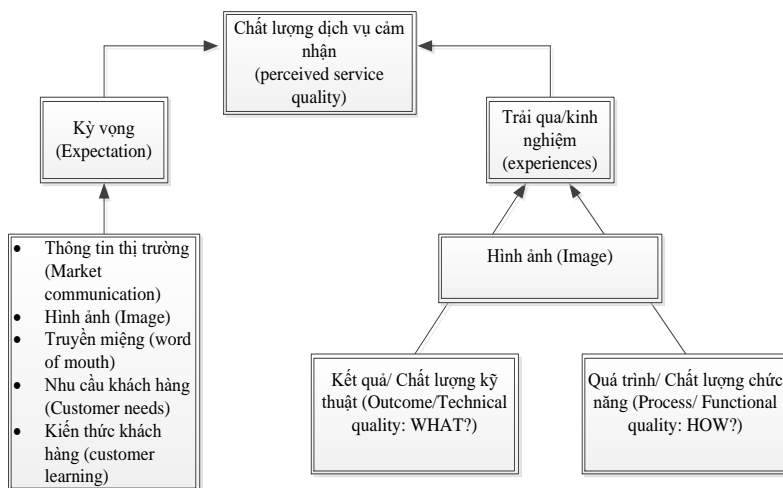 Chất lượng dịch vụ cảm
nhận
(perceived service
quality)
Kỳ vọng
(Expectation)
Trải qua/kinh
nghiệm
(experiences)
• Thông tin thị trường
(Market
communication)
• Hình ảnh (Image)
• Truyền miệng (word
of mouth)
• Nhu cầu khách hàng
(Customer needs)
• Kiến thức khách
hàng (customer
learning)
Hình ảnh (Image)
Kết quả/ Chất lượng kỹ
thuật (Outcome/Technical
quality: WHAT?)
Quá trình/ Chất lượng chức
năng (Process/ Functional
quality: HOW?)